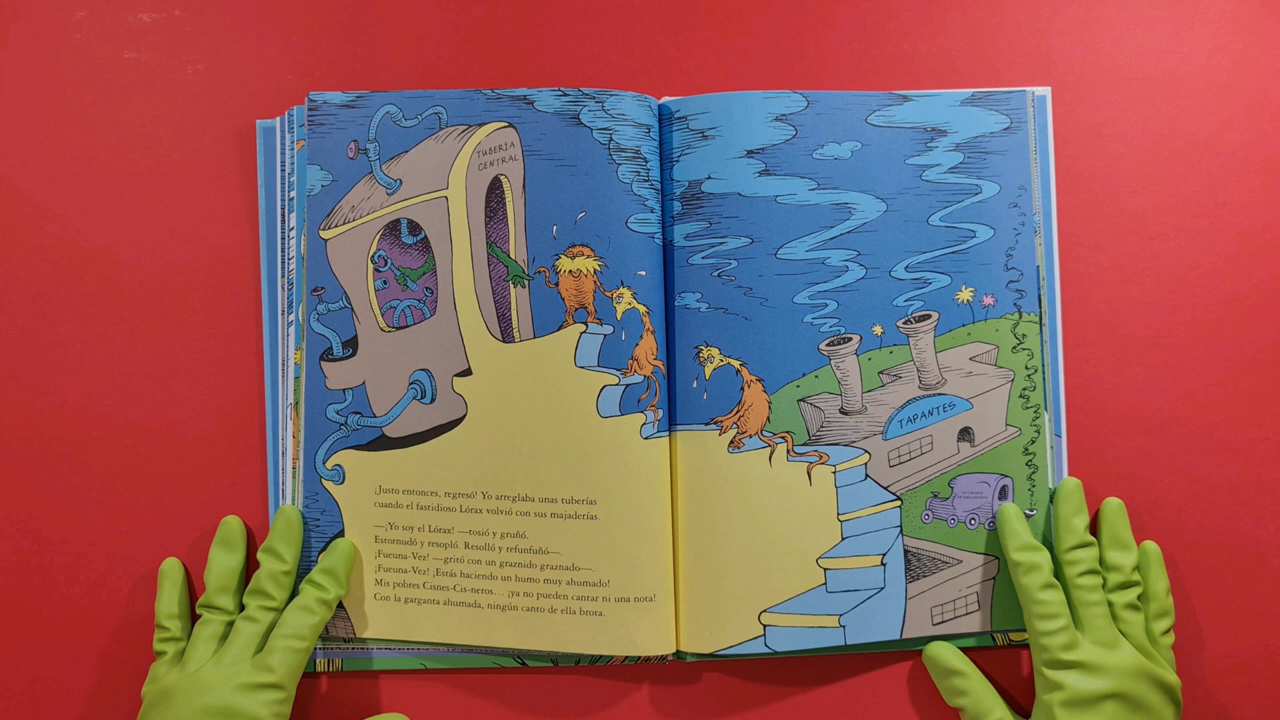 TUBERÍA
CENTRAL
TAPANTES
¡Justo entonces, regresó! Yo arreglaba unas tuberías
cuando el fastidioso Lórax volvió con sus majaderías.
—¡Yo soy el Lórax! —tosió y gruñó.
Estornudó y resopló. Resolló y refunfuñó—.
¡Fueuna-Vez! —gritó con un graznido graznado—.
¡Fueuna-Vez! ¡Estás haciendo un humo muy ahumado!
Mis pobres Cisnes-Cis-neros... ¡ya no pueden cantar ni una nota!
Con la garganta ahumada, ningún canto de ella brota.